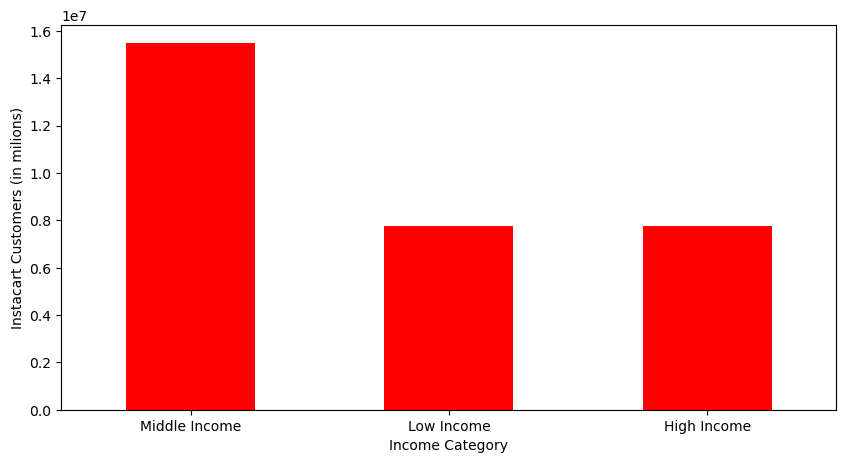 1e7
1.6
1.4
1.2
1.0
0.8
0.6
0.4
0.2
0.0
Instacart Customers (in milions)
Middle Income
Low Income
High Income
Income Category